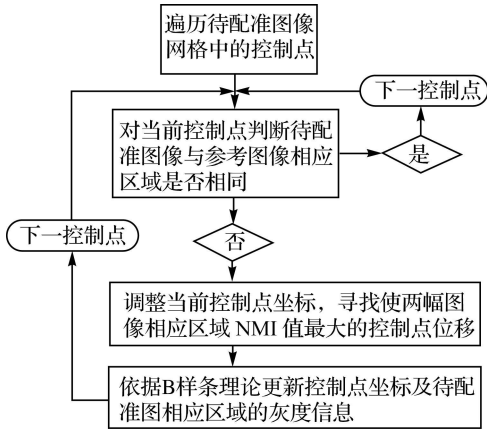 遍历待配准图像
网格中的控制点
下一控制点
对当前控制点判断待配
准图像与参考图像相应
区域是否相同
是
下一控制点
否
调整当前控制点坐标，寻找使两幅图
像相应区域 NMI 值最大的控制点位移
依据B样条理论更新控制点坐标及待配
准图相应区域的灰度信息